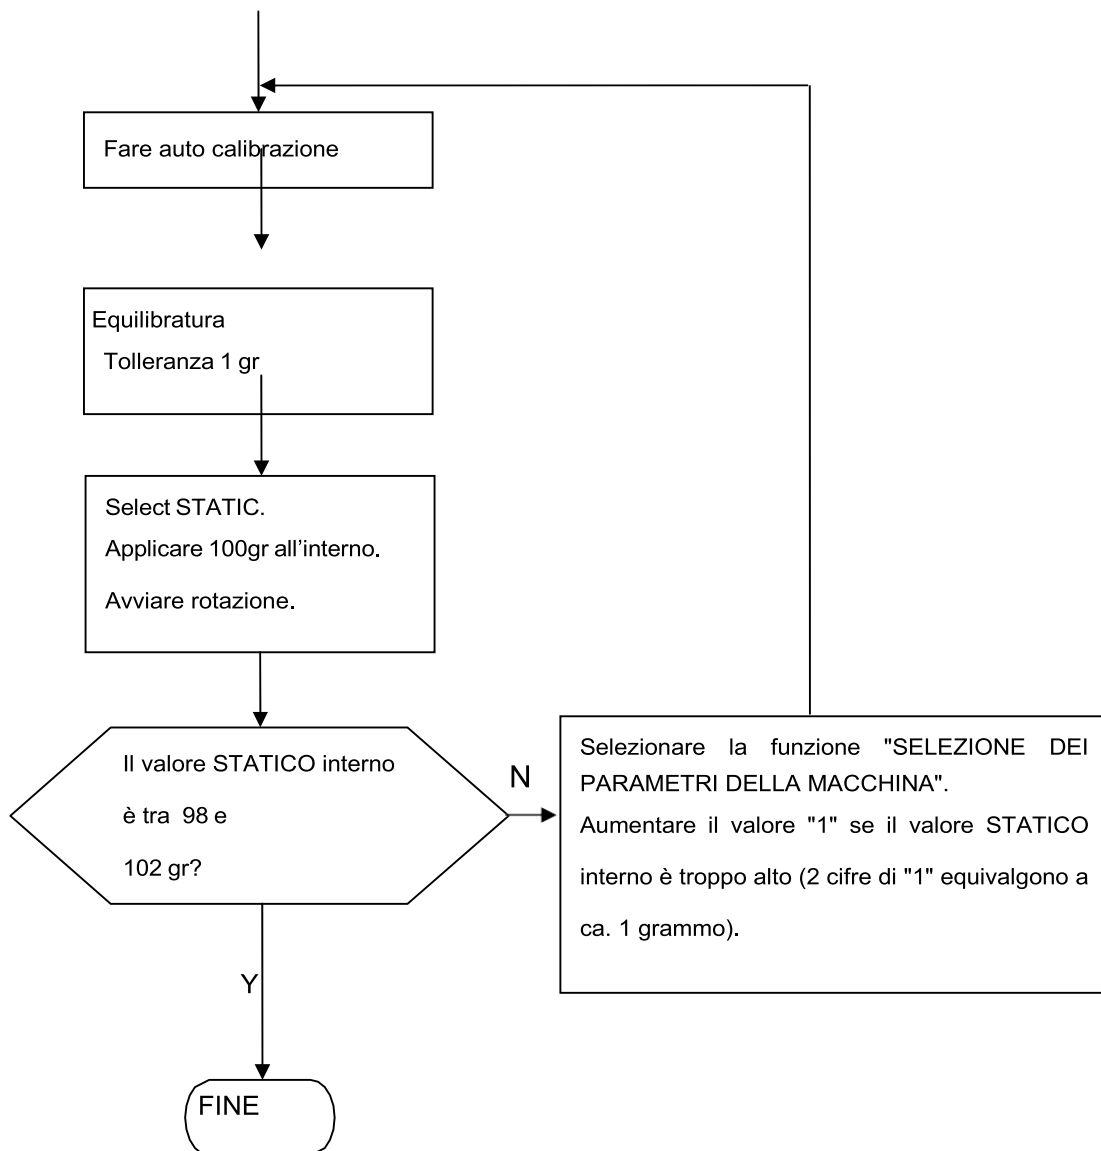 Fare auto calibrazione
Equilibratura
Tolleranza 1 gr
Select STATIC.
Applicare 100gr all'interno.
Avviare rotazione.
Il valore STATICO interno
è tra 98 e
102 gr?
N
Selezionare la funzione "SELEZIONE DEI
PARAMETRI DELLA MACCHINA".
Aumentare il valore "1" se il valore STATICO
interno è troppo alto (2 cifre di "1" equivalgono a
ca. 1 grammo).
Y
FINE